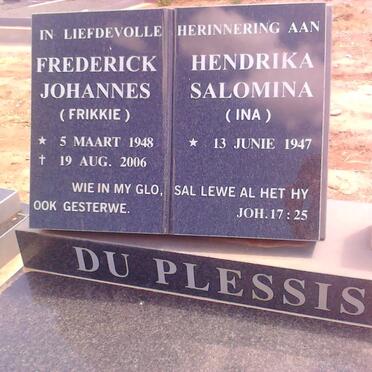 IN LIEFDEVOLLE HERINNERING AAN
FREDERICK
JOHANNES
(FRIKKIE)
★ 5 MAART 1948
† 19 AUG. 2006
HENDRIKA
SALOMINA
(INA)
★ 13 JUNIE 1947
WIE IN MY GLO, SAL LEWE AL HET HY
OOK GESTERWE. JOH. 17 : 25
DU PLESSIS